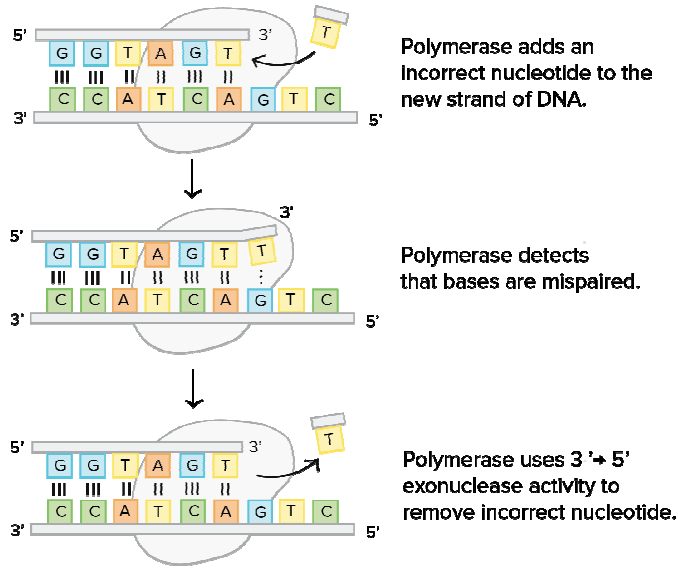 5' 3' T
G G T A G T
C C A T C A G T C
3' 5'
Polymerase adds an
incorrect nucleotide to the
new strand of DNA.
3'
5'
G G T A G T T
C C A T C A G T C
3' 5'
Polymerase detects
that bases are mispaired.
5' 3' T
G G T A G T
C C A T C A G T C
3' 5'
Polymerase uses 3 '→ 5'
exonuclease activity to
remove incorrect nucleotide.